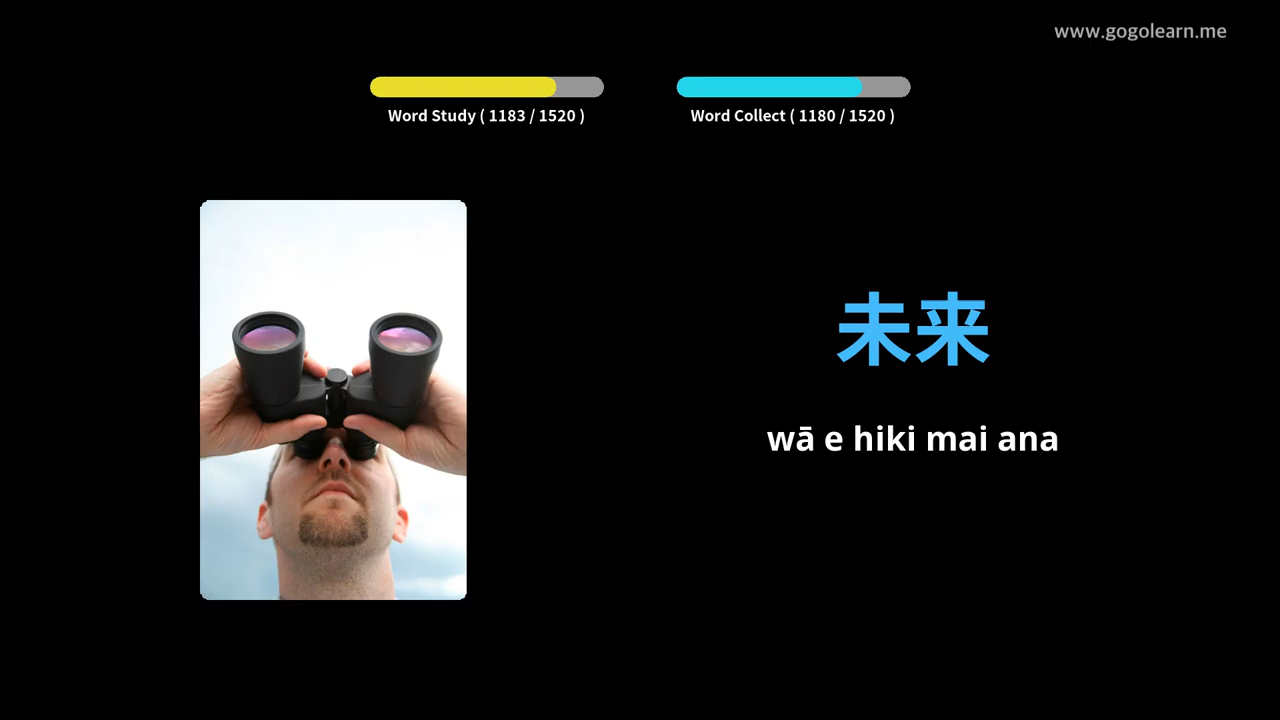 www.gogolearn.me
Word Study ( 1183 / 1520 )
Word Collect ( 1180 / 1520 )
未来
wā e hiki mai ana